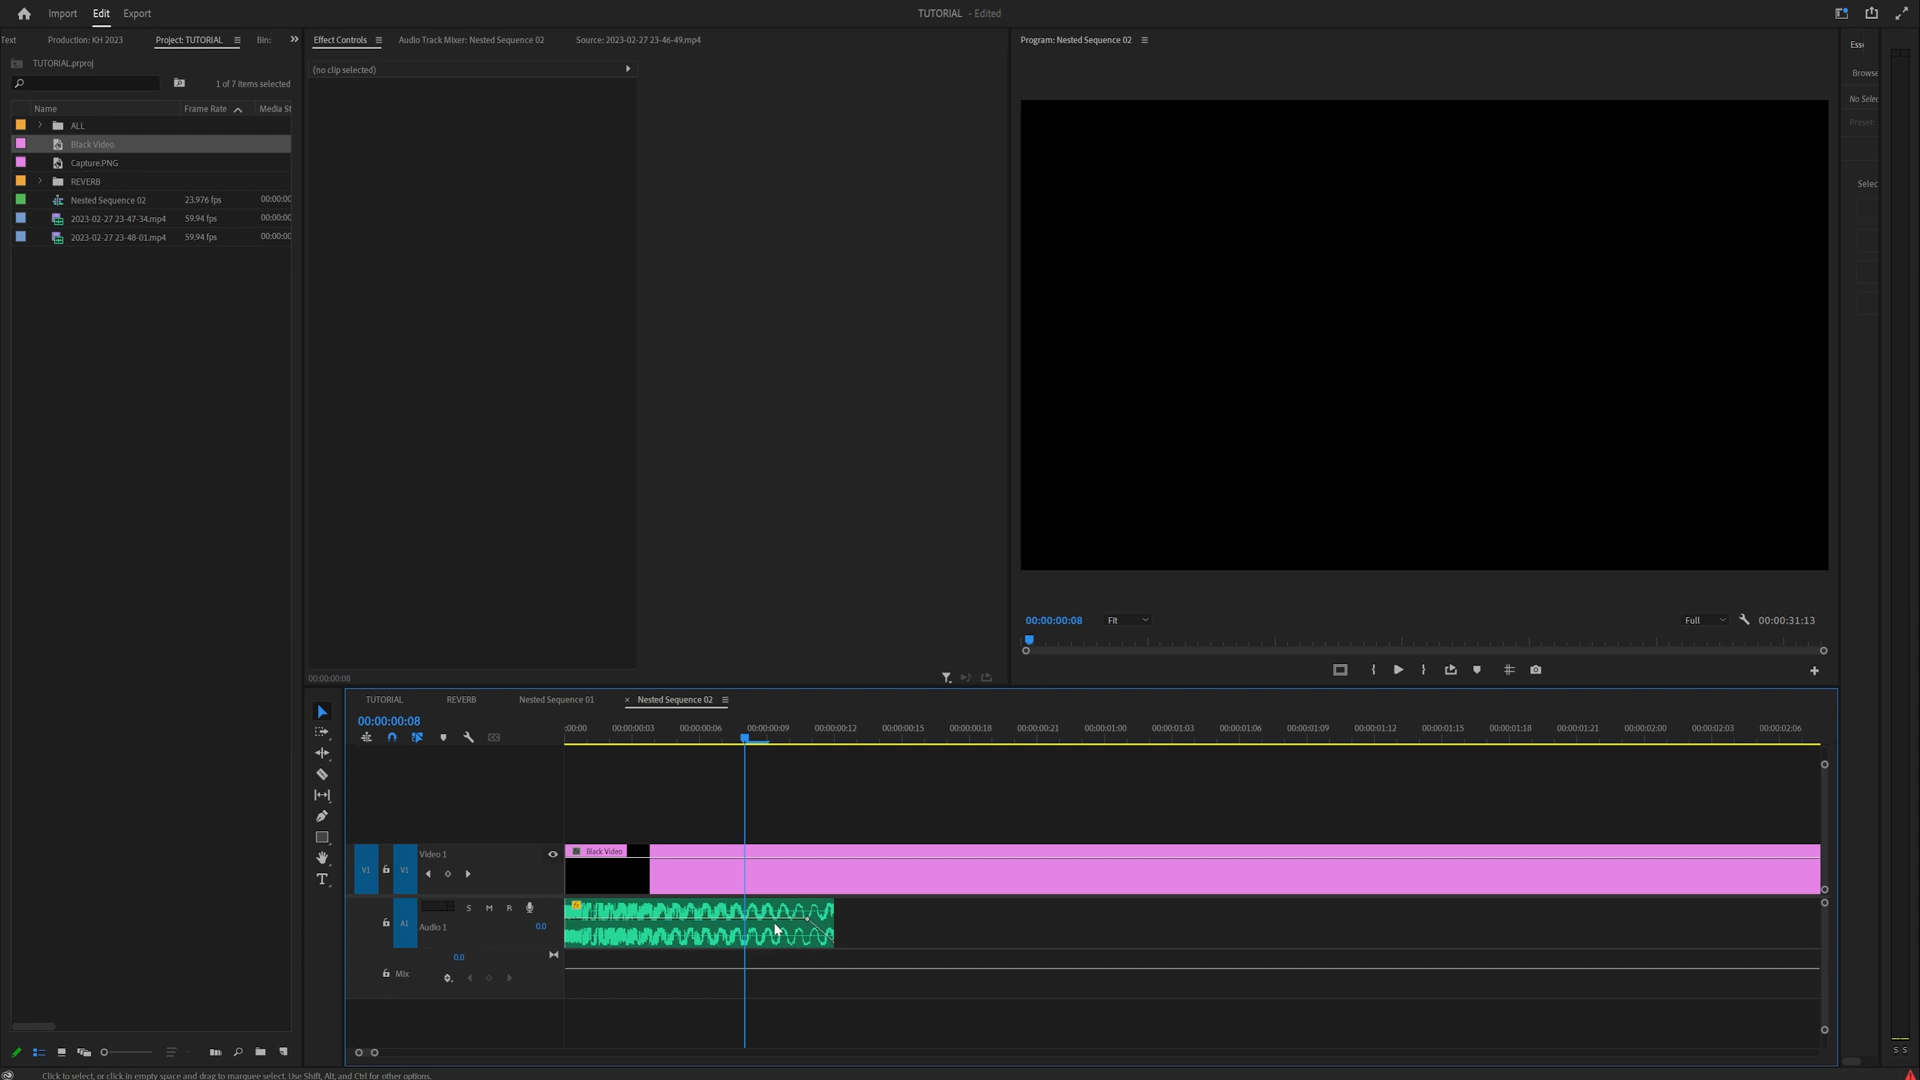 Import Edit Export TUTORIAL - Edited
Text Production: KH 2023 Project: TUTORIAL Bin: Effect Controls Audio Track Mixer: Nested Sequence 02 Source: 2023-02-27 23-46-49.mp4 Program: Nested Sequence 02
TUTORIAL.prproj
1 of 7 Items selected
Name Frame Rate Media St
ALL
Black Video
Capture.PNG
REVERB
Nested Sequence 02 23.976 fps 00:00:00
2023-02-27 23-47-34.mp4 59.94 fps 00:00:00
2023-02-27 23-48-01.mp4 59.94 fps 00:00:00
(no clip selected)
Esse
Browse
No Selec
Preset:
Selec
00:00:00:08 Fit Full 00:00:31:13
00:00:00:08
TUTORIAL REVERB Nested Sequence 01 × Nested Sequence 02
00:00:00:08
:00:00 00:00:00:03 00:00:00:06 00:00:00:09 00:00:00:12 00:00:00:15 00:00:00:18 00:00:00:21 00:00:01:00 00:00:01:03 00:00:01:06 00:00:01:09 00:00:01:12 00:00:01:15 00:00:01:18 00:00:01:21 00:00:02:00 00:00:02:03 00:00:02:06
V1 V1 Video 1 Black Video
A1 Audio 1 S M R 0.0 fx
0.0
Mix
S S
Click to select, or click in empty space and drag to marquee select. Use Shift, Alt, and Ctrl for other options.